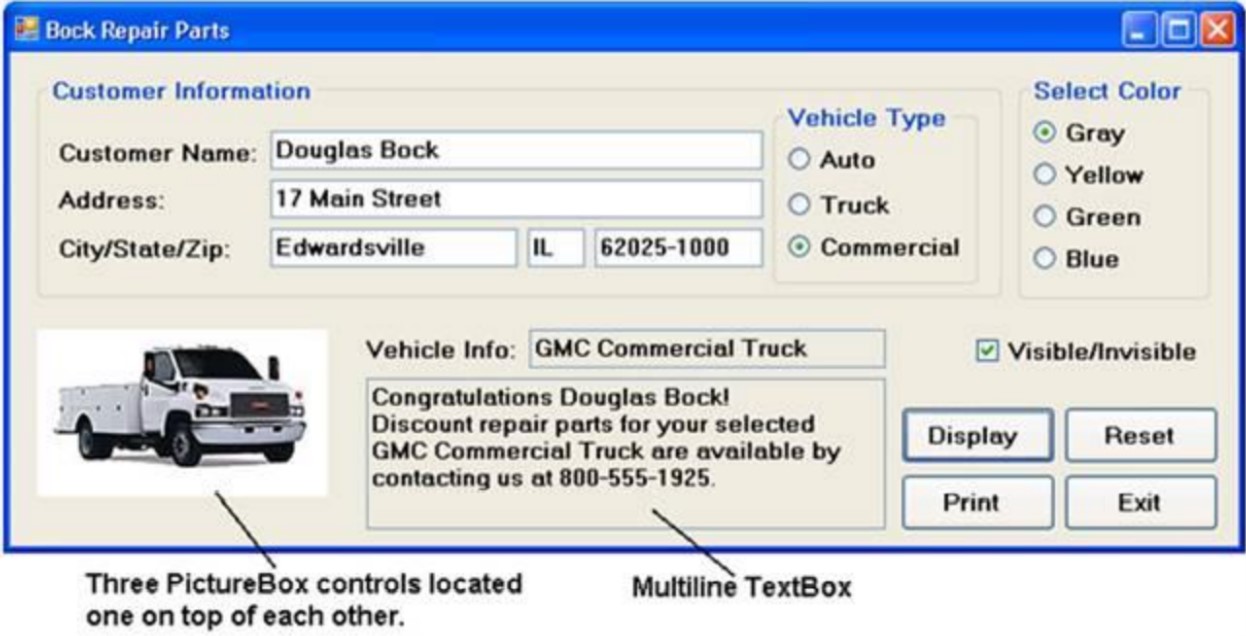 Bock Repair Parts
Customer Information
Customer Name: Douglas Bock
Address: 17 Main Street
City/State/Zip: Edwardsville IL 62025-1000
Vehicle Type
Auto
Truck
Commercial
Select Color
Gray
Yellow
Green
Blue
Vehicle Info: GMC Commercial Truck
Visible/Invisible
Congratulations Douglas Bock!
Discount repair parts for your selected
GMC Commercial Truck are available by
contacting us at 800-555-1925.
Display Reset
Print Exit
Three PictureBox controls located
one on top of each other.
Multiline TextBox